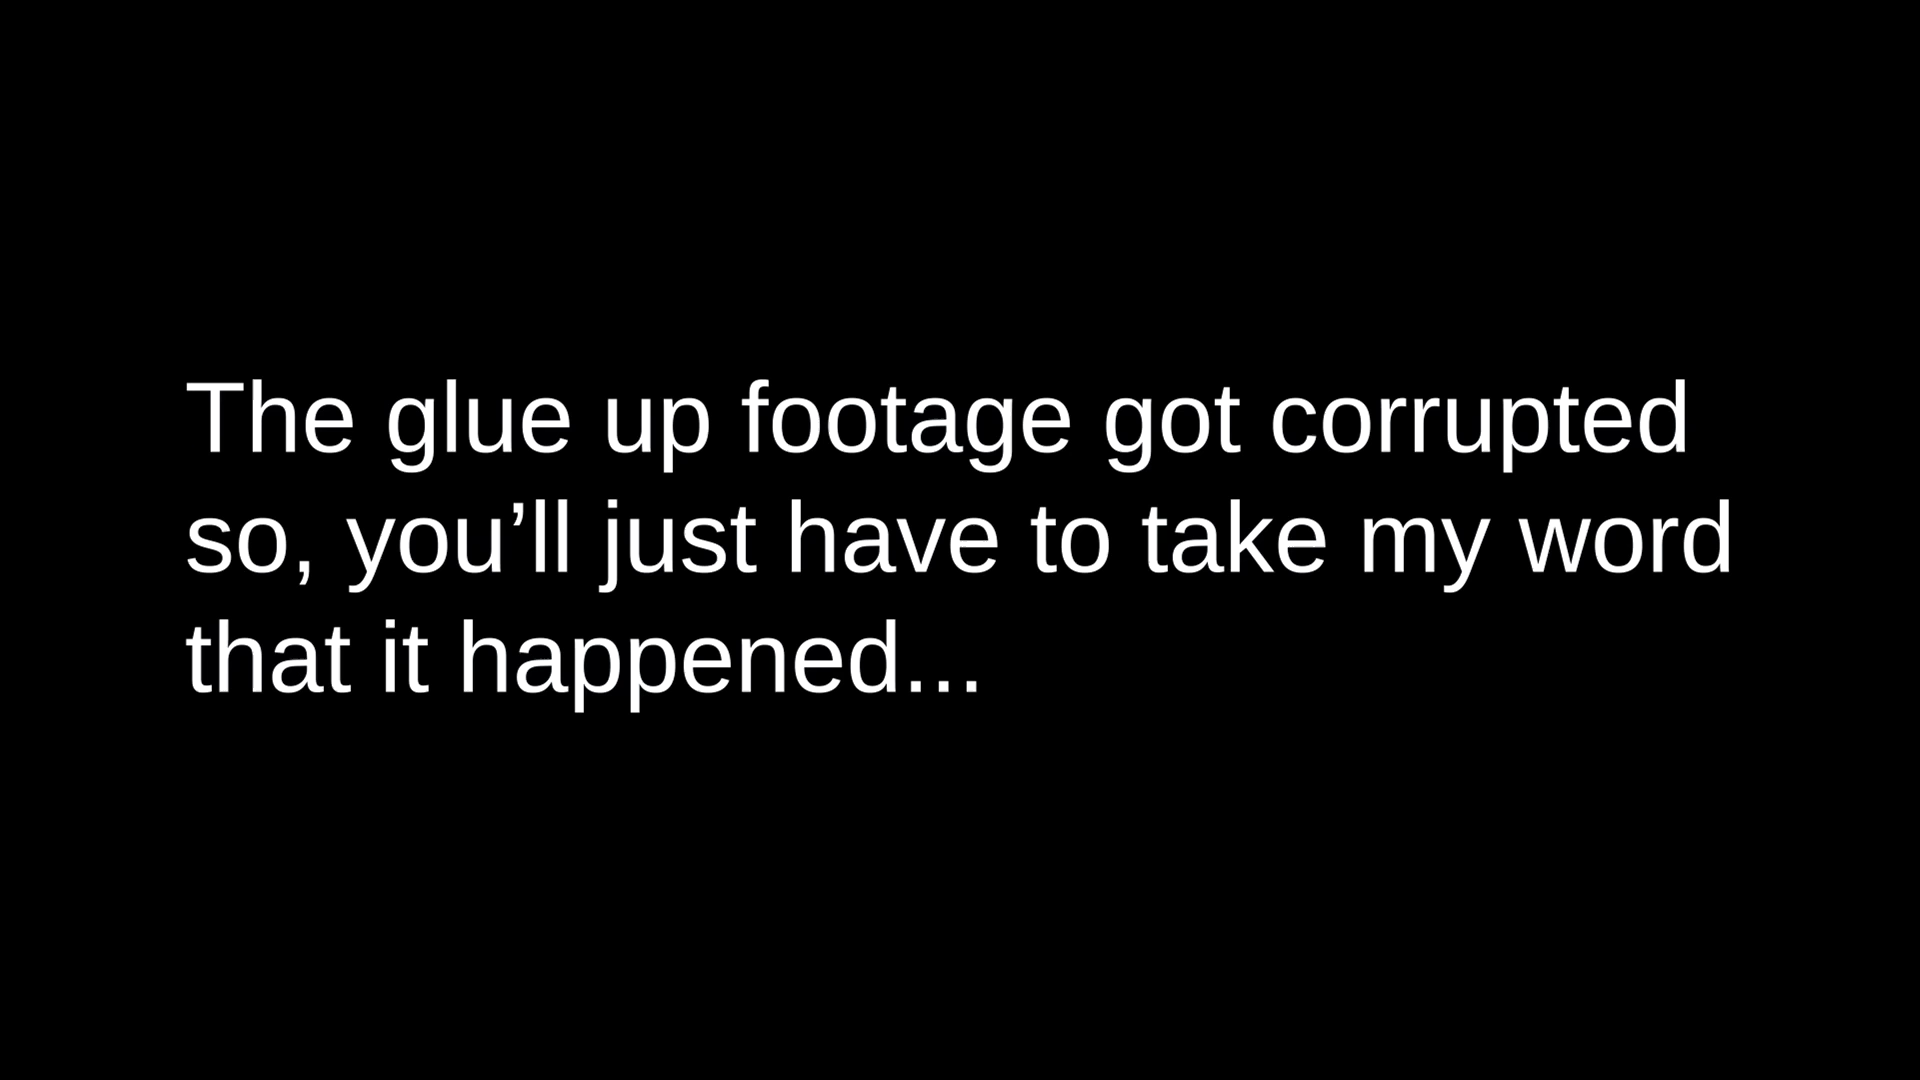 The glue up footage got corrupted
so, you’ll just have to take my word
that it happened...